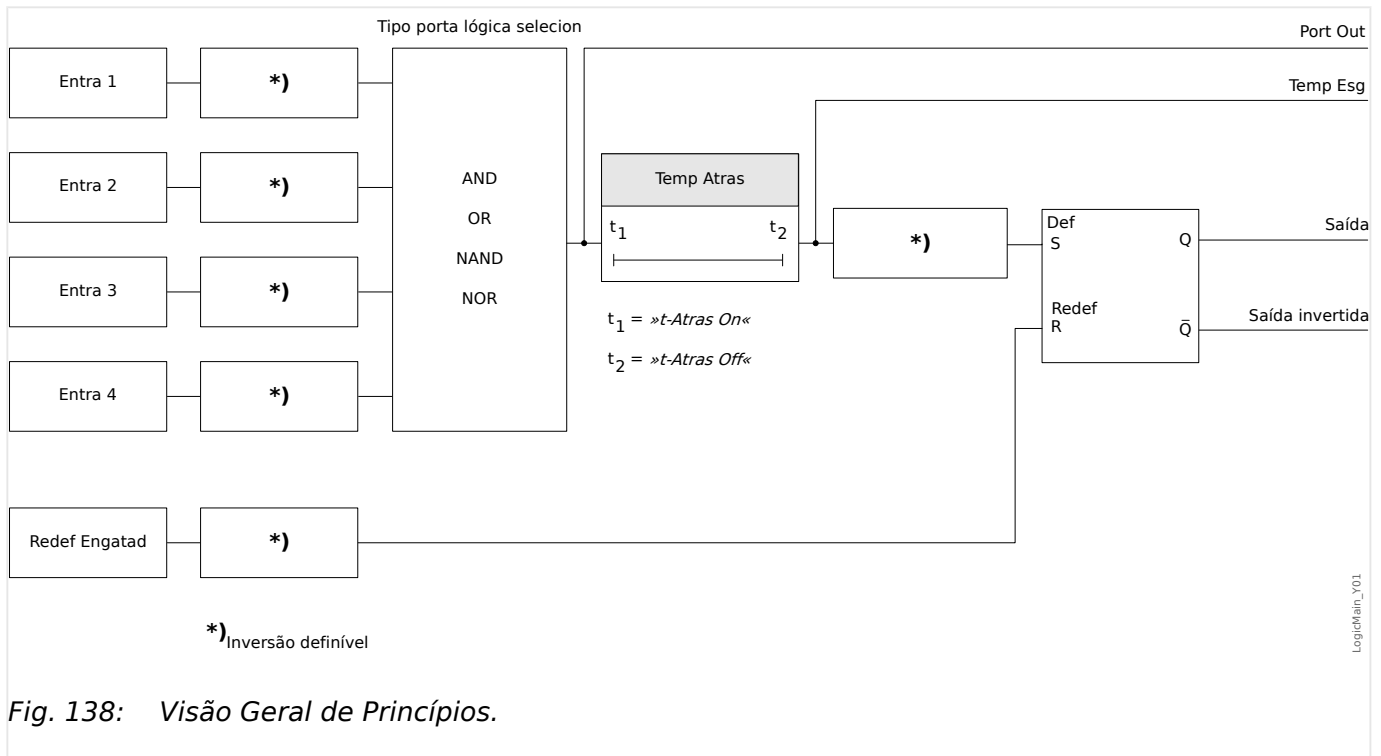 Tipo porta lógica selecion
Port Out
Temp Esg
Entra 1
*)
Entra 2
*)
Entra 3
*)
Entra 4
*)
AND
OR
NAND
NOR
Temp Atras
t1
t2
t1 = »t-Atras On«
t2 = »t-Atras Off«
*)
Def
S
Q
Redef
R
Q̅
Saída
Saída invertida
Redef Engatad
*)
*)Inversão definível
LogicMain_Y01
Fig. 138: Visão Geral de Princípios.